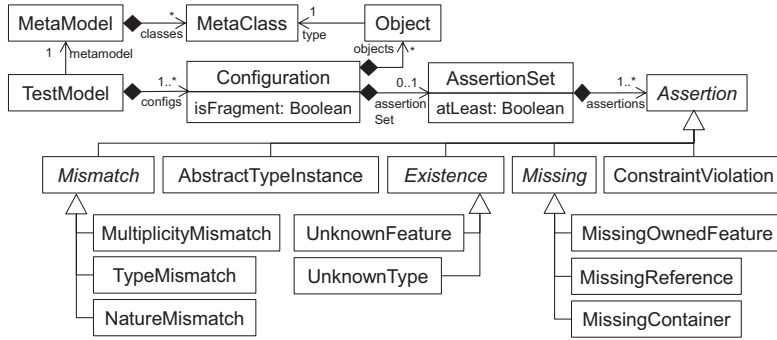 MetaModel
*
classes
MetaClass
1
type
Object
1
metamodel
objects
*
TestModel
1..*
configs
Configuration
isFragment: Boolean
0..1
assertion
Set
AssertionSet
atLeast: Boolean
1..*
assertions
Assertion
Mismatch
AbstractTypeInstance
Existence
Missing
ConstraintViolation
MultiplicityMismatch
UnknownFeature
MissingOwnedFeature
TypeMismatch
UnknownType
MissingReference
NatureMismatch
MissingContainer